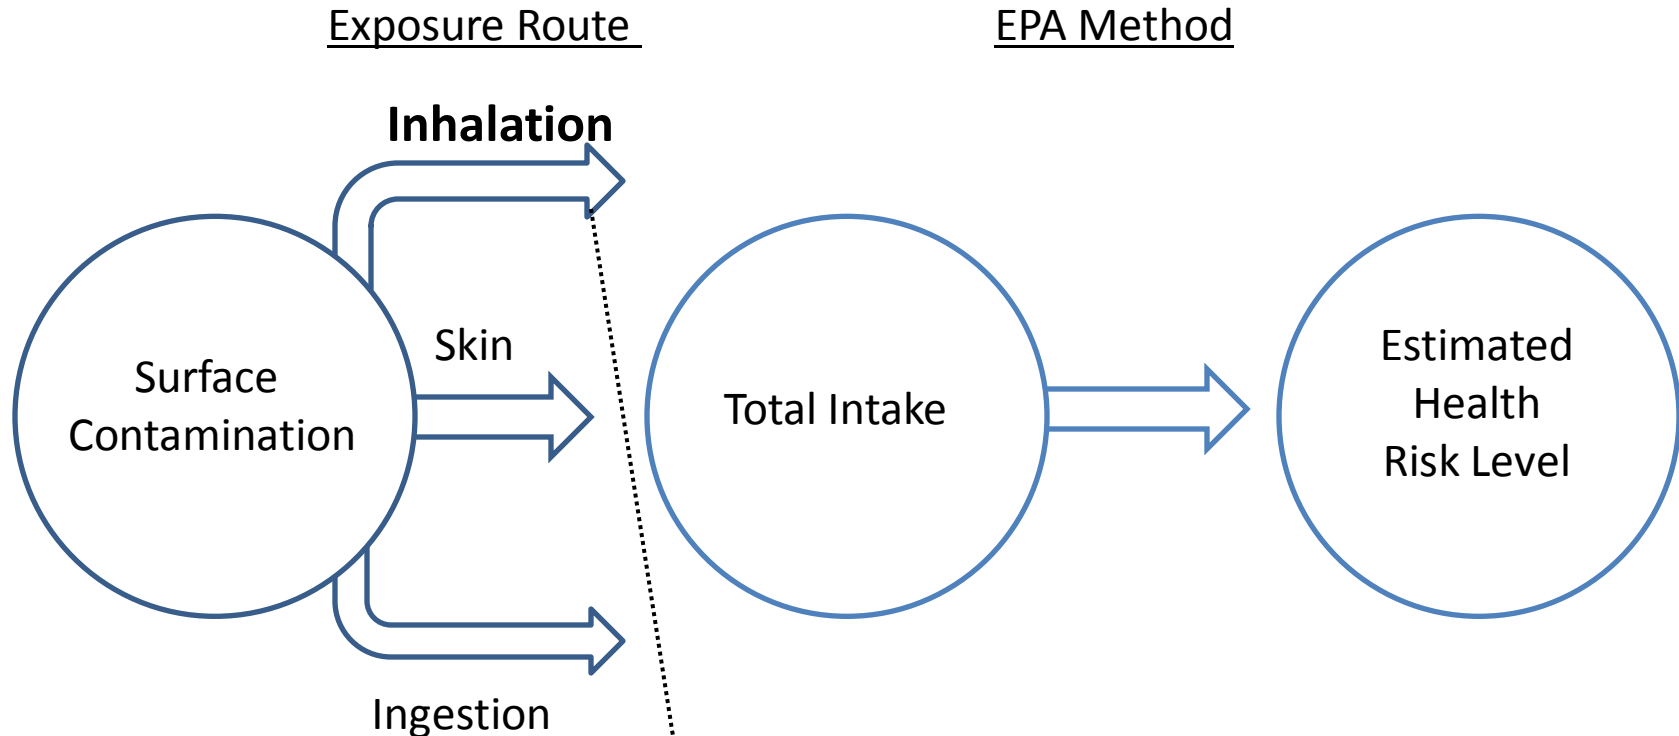 Exposure Route
EPA Method
Inhalation
Skin
Surface
Contamination
Total Intake
Estimated
Health
Risk Level
Ingestion